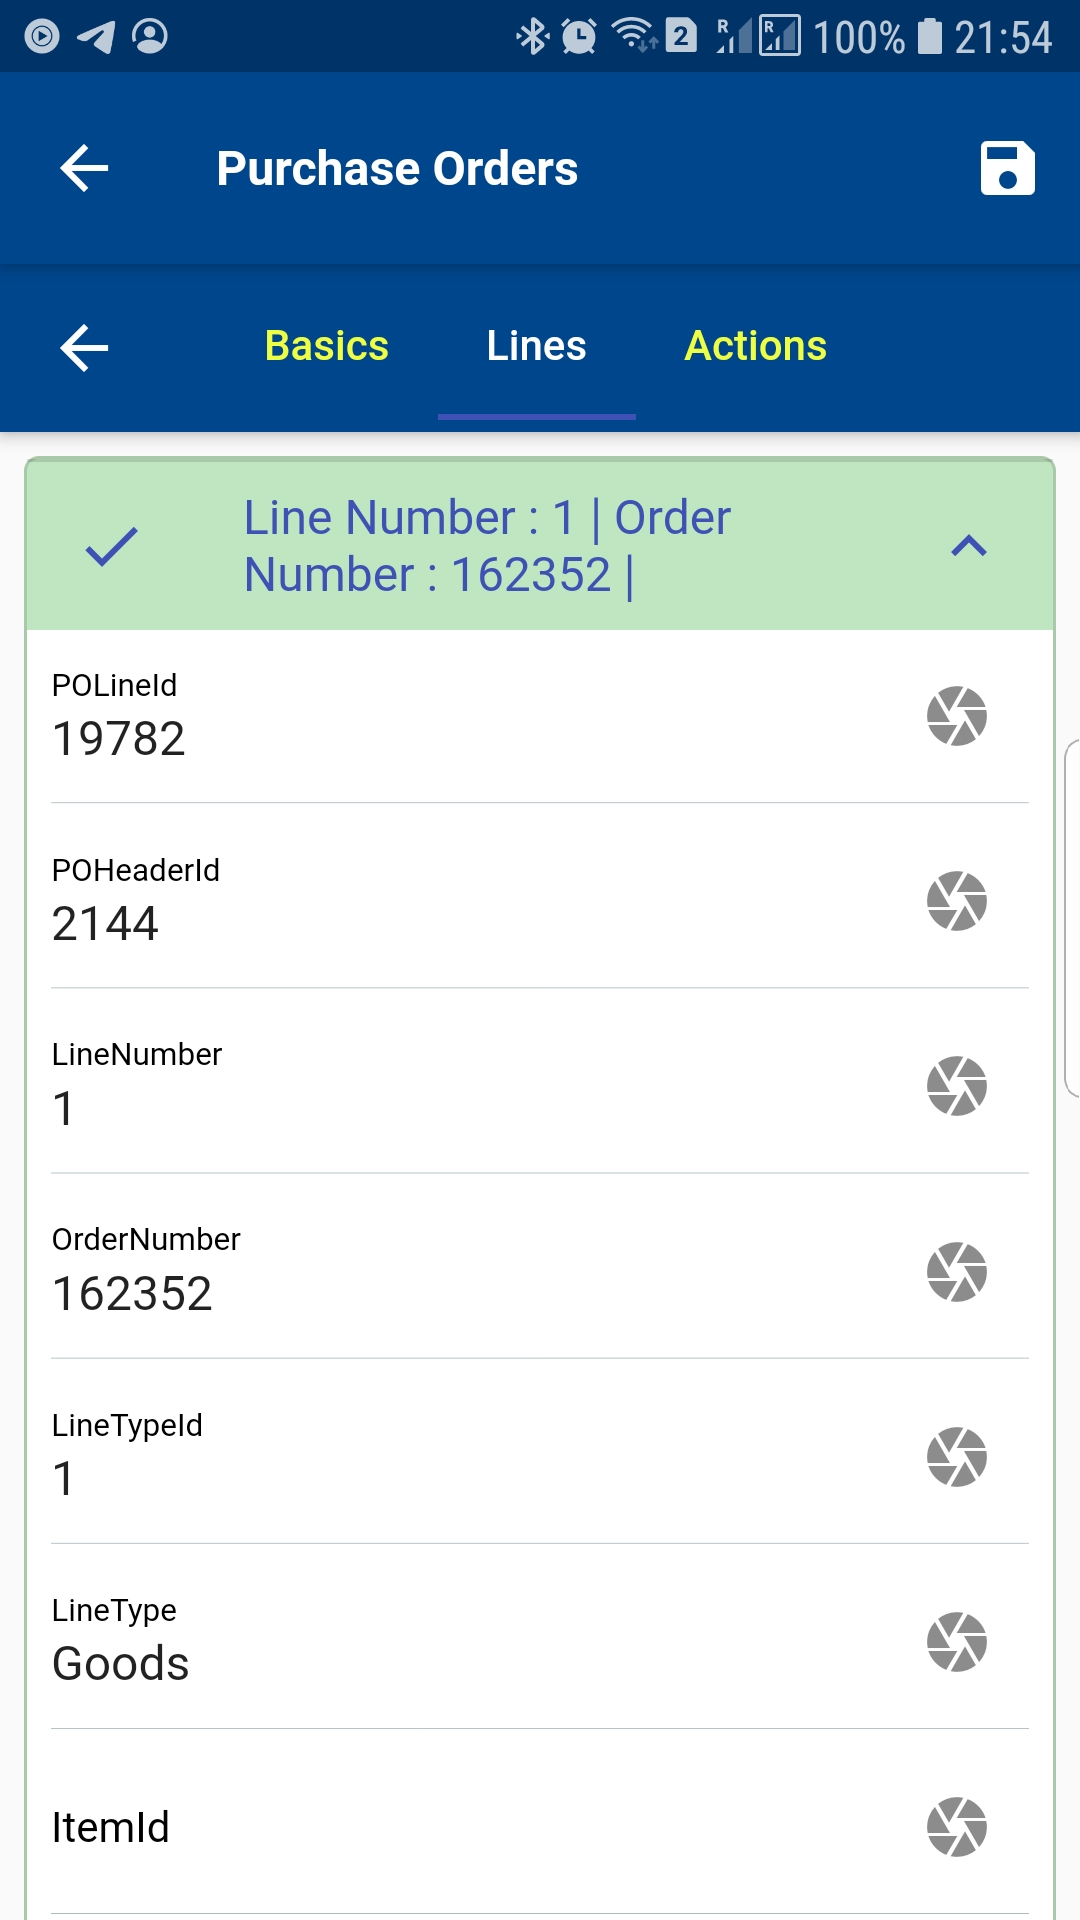 2 R R 100% 21:54
Purchase Orders
Basics Lines Actions
Line Number : 1 | Order
Number : 162352 |
POLineId
19782
POHeaderId
2144
LineNumber
1
OrderNumber
162352
LineTypeId
1
LineType
Goods
ItemId